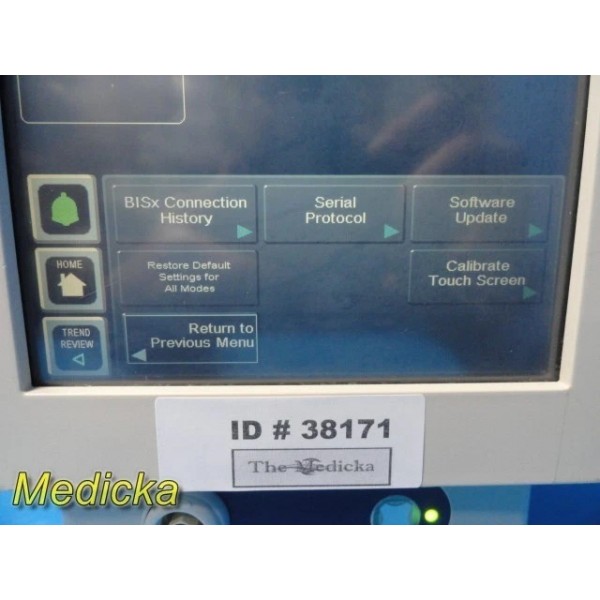 BISx Connection
History
Serial
Protocol
Software
Update
HOME
Restore Default
Settings for
All Modes
Calibrate
Touch Screen
TREND
REVIEW
Return to
Previous Menu
ID # 38171
The Medicka
Medicka